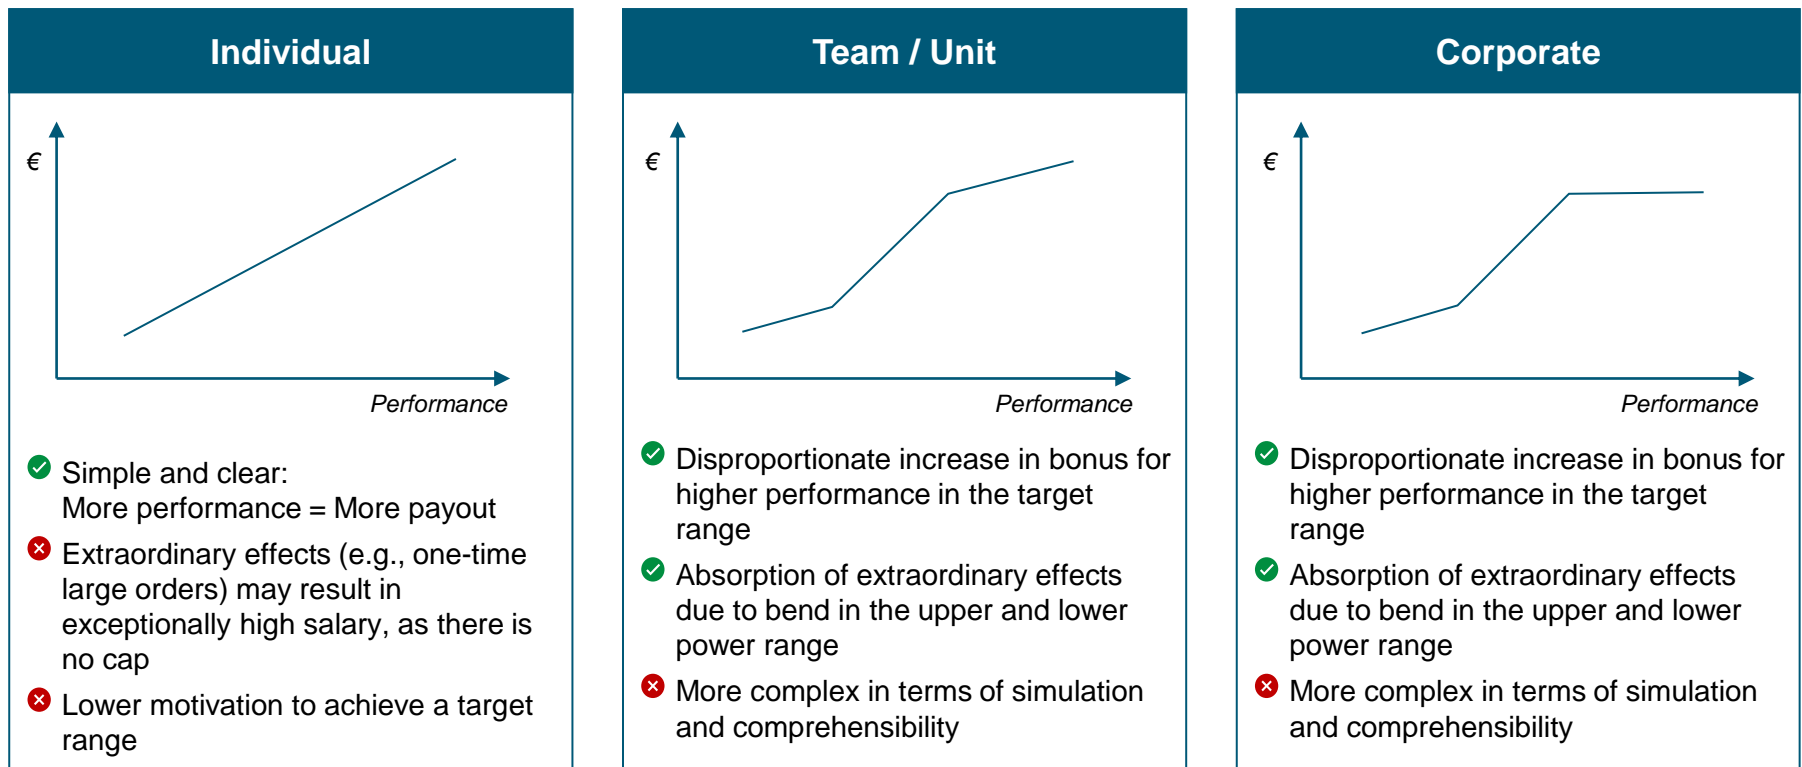 Individual
€
Performance
Simple and clear:
More performance = More payout
Extraordinary effects (e.g., one-time
large orders) may result in
exceptionally high salary, as there is
no cap
Lower motivation to achieve a target
range
Team / Unit
€
Performance
Disproportionate increase in bonus for
higher performance in the target
range
Absorption of extraordinary effects
due to bend in the upper and lower
power range
More complex in terms of simulation
and comprehensibility
Corporate
€
Performance
Disproportionate increase in bonus for
higher performance in the target
range
Absorption of extraordinary effects
due to bend in the upper and lower
power range
More complex in terms of simulation
and comprehensibility